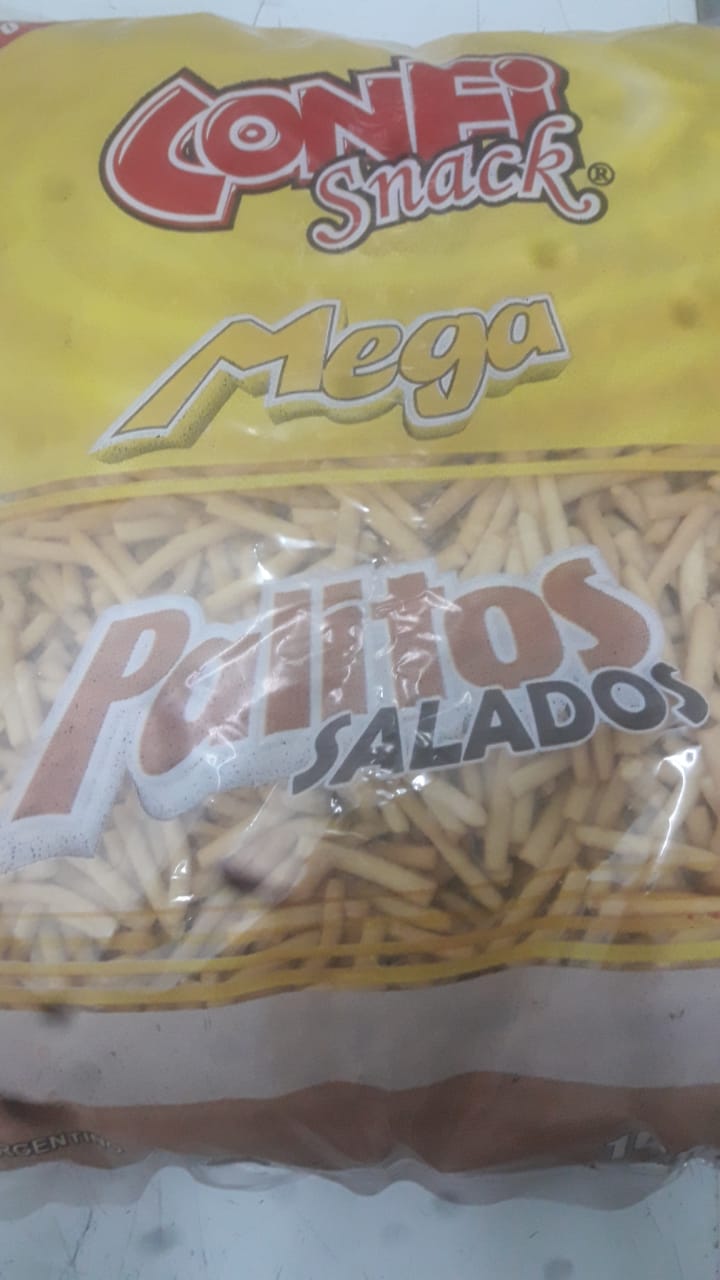 CONFi
Snack®
Mega
Palitos
SALADOS